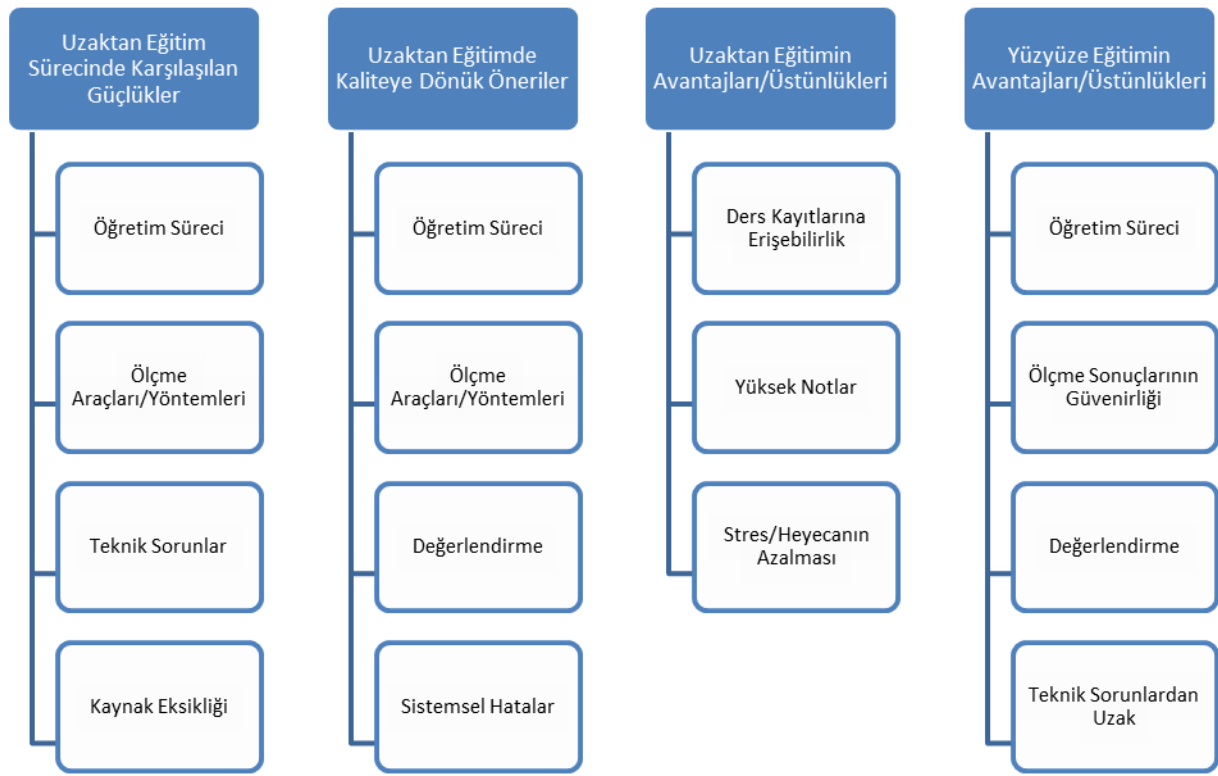 Uzaktan Eğitim
Sürecinde Karşılaşılan
Güçlükler
Öğretim Süreci
Ölçme
Araçları/Yöntemleri
Teknik Sorunlar
Kaynak Eksikliği
Uzaktan Eğitimde
Kaliteye Dönük Öneriler
Öğretim Süreci
Ölçme
Araçları/Yöntemleri
Değerlendirme
Sistemsel Hatalar
Uzaktan Eğitimin
Avantajları/Üstünlükleri
Ders Kayıtlarına
Erişebilirlik
Yüksek Notlar
Stres/Heyecanın
Azalması
Yüzyüze Eğitimin
Avantajları/Üstünlükleri
Öğretim Süreci
Ölçme Sonuçlarının
Güvenirliği
Değerlendirme
Teknik Sorunlardan
Uzak